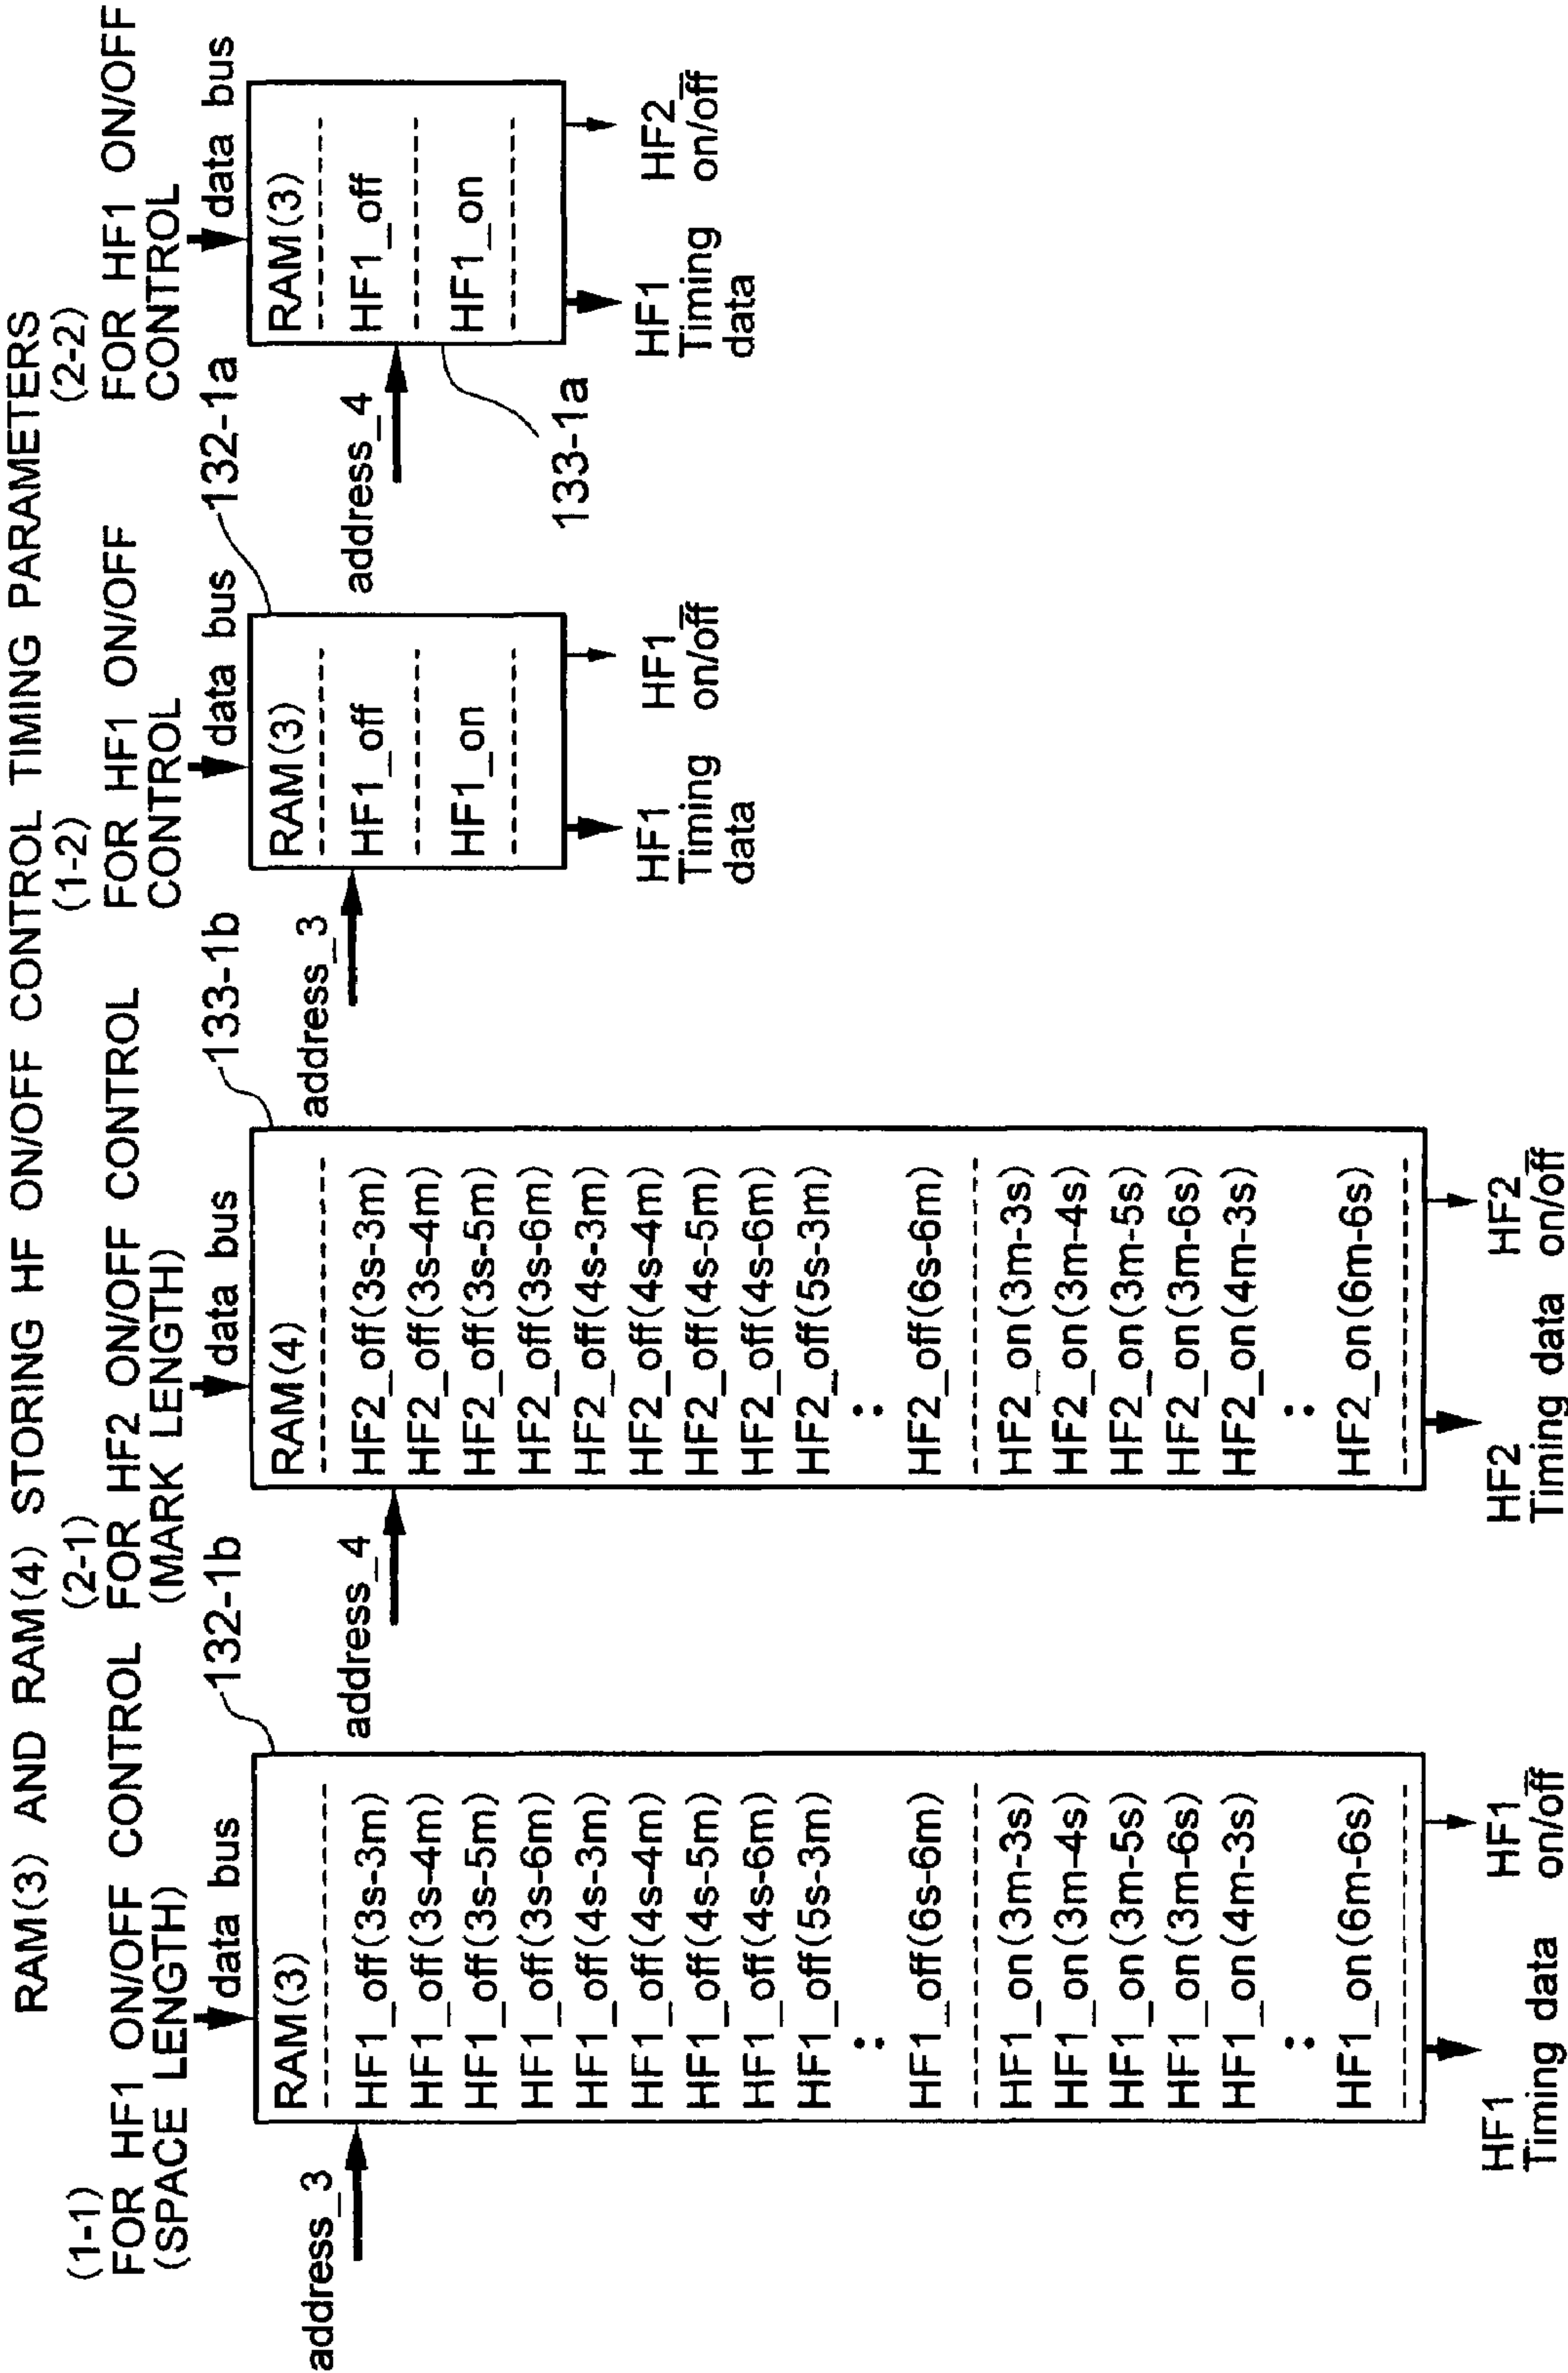 RAM(3) AND RAM(4) STORING HF ON/OFF CONTROL TIMING PARAMETERS
(1-1)
FOR HF1 ON/OFF CONTROL
(SPACE LENGTH)
132-1b
data bus
address_3
RAM(3)
HF1_off(3s-3m)
HF1_off(3s-4m)
HF1_off(3s-5m)
HF1_off(3s-6m)
HF1_off(4s-3m)
HF1_off(4s-4m)
HF1_off(4s-5m)
HF1_off(4s-6m)
HF1_off(5s-3m)
:
HF1_off(6s-6m)
HF1_on(3m-3s)
HF1_on(3m-4s)
HF1_on(3m-5s)
HF1_on(3m-6s)
HF1_on(4m-3s)
:
HF1_on(6m-6s)
HF1
Timing data
HF1
on/off
(2-1)
FOR HF2 ON/OFF CONTROL
(MARK LENGTH)
133-1b
data bus
address_4
RAM(4)
HF2_off(3s-3m)
HF2_off(3s-4m)
HF2_off(3s-5m)
HF2_off(3s-6m)
HF2_off(4s-3m)
HF2_off(4s-4m)
HF2_off(4s-5m)
HF2_off(4s-6m)
HF2_off(5s-3m)
:
HF2_off(6s-6m)
HF2_on(3m-3s)
HF2_on(3m-4s)
HF2_on(3m-5s)
HF2_on(3m-6s)
HF2_on(4m-3s)
:
HF2_on(6m-6s)
HF2
Timing data
HF2
on/off
(1-2)
FOR HF1 ON/OFF
CONTROL
132-1a
data bus
address_3
RAM(3)
HF1_off
HF1_on
HF1
Timing
data
HF1
on/off
(2-2)
FOR HF1 ON/OFF
CONTROL
data bus
address_4
RAM(3)
HF1_off
HF1_on
133-1a
HF1
Timing
data
HF2
on/off